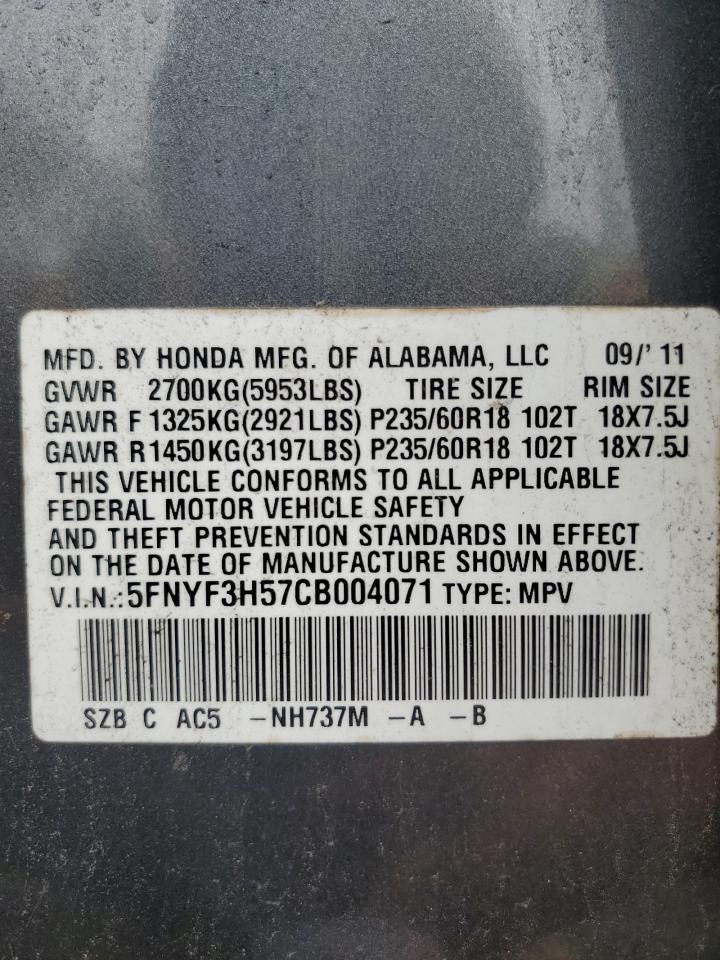 MFD. BY HONDA MFG. OF ALABAMA, LLC 09/' 11
GVWR 2700KG(5953LBS) TIRE SIZE RIM SIZE
GAWR F 1325KG(2921LBS) P235/60R18 102T 18X7.5J
GAWR R1450KG(3197LBS) P235/60R18 102T 18X7.5J
THIS VEHICLE CONFORMS TO ALL APPLICABLE
FEDERAL MOTOR VEHICLE SAFETY
AND THEFT PREVENTION STANDARDS IN EFFECT
ON THE DATE OF MANUFACTURE SHOWN ABOVE.
V.I.N.:5FNYF3H57CB004071 TYPE: MPV
SZB C AC5 –NH737M –A –B